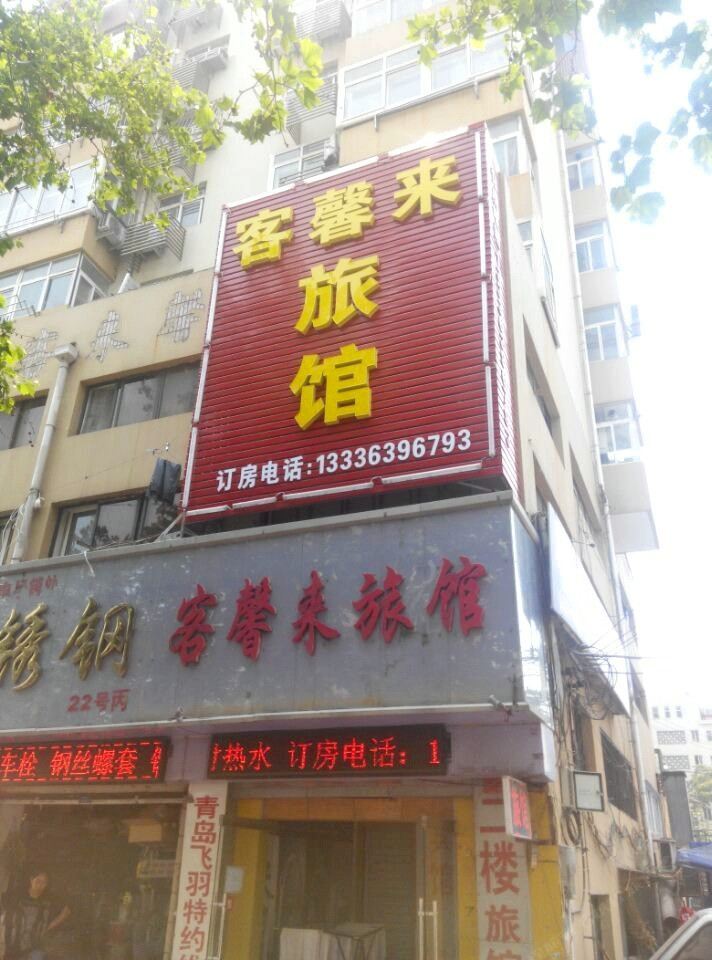 客馨来
旅
馆
订房电话:13336396793
客馨来旅馆
锈钢
22号丙
车栓 钢丝螺套
热水 订房电话: 1
青岛飞羽特约
二楼旅